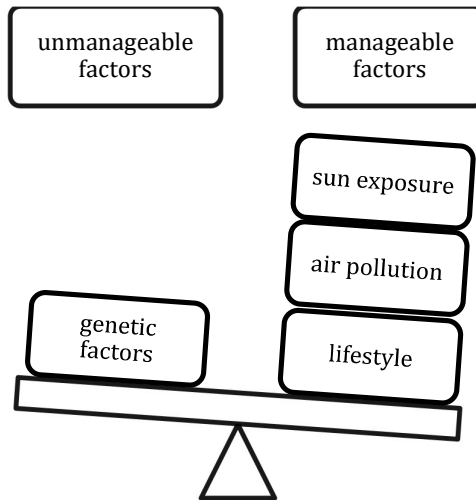 unmanageable
factors
manageable
factors
sun exposure
air pollution
genetic
factors
lifestyle